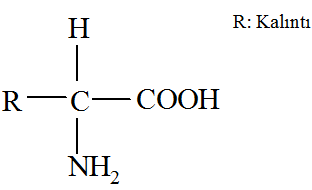 H
R: Kalıntı
R—C—COOH
NH₂